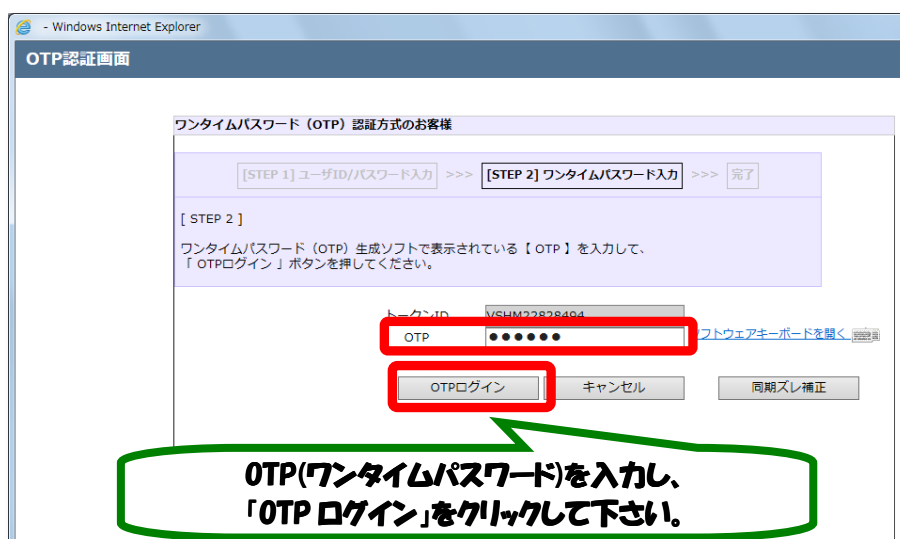 - Windows Internet Explorer
OTP認証画面
ワンタイムパスワード（OTP）認証方式のお客様
[STEP 1] ユーザID/パスワード入力 >>> [STEP 2] ワンタイムパスワード入力 >>> 完了
[ STEP 2 ]
ワンタイムパスワード（OTP）生成ソフトで表示されている【 OTP 】を入力して、
「 OTPログイン 」ボタンを押してください。
トークンID VSHM22828494
OTP ●●●●●● ソフトウェアキーボードを開く
OTPログイン キャンセル 同期ズレ補正
OTP(ワンタイムパスワード)を入力し、
「OTP ログイン」をクリックして下さい。